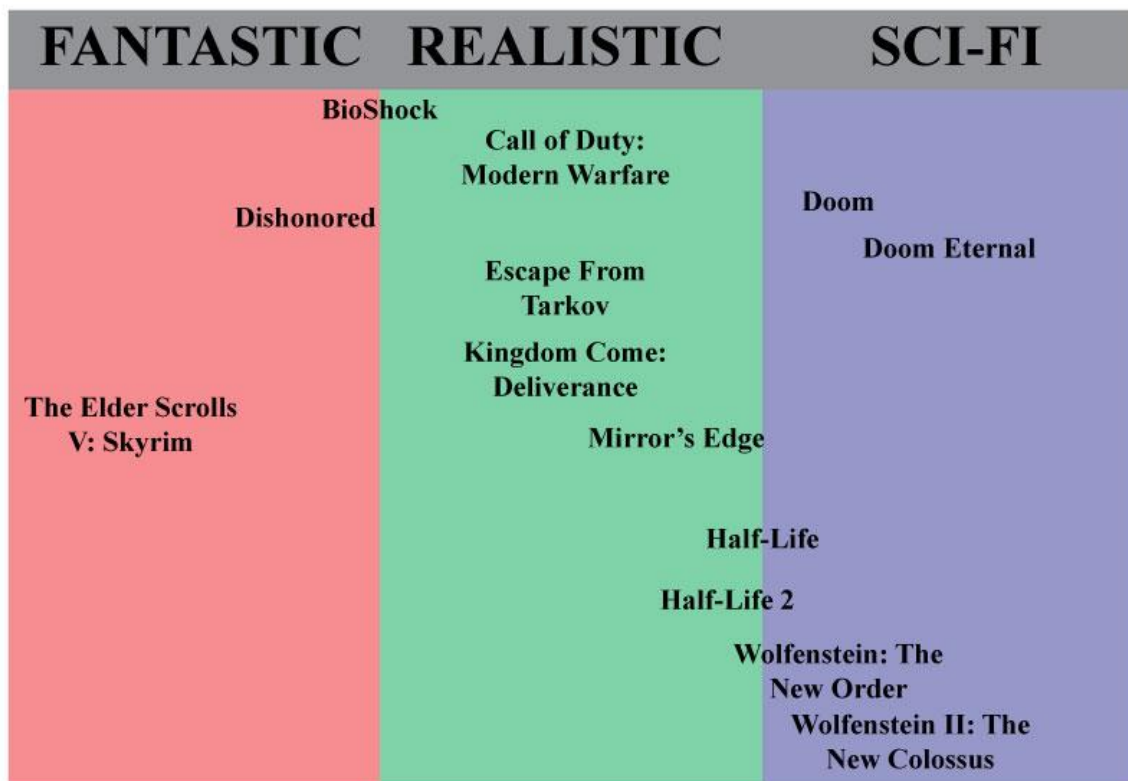 FANTASTIC REALISTIC SCI-FI
BioShock
Call of Duty:
Modern Warfare
Doom
Dishonored
Doom Eternal
Escape From
Tarkov
Kingdom Come:
Deliverance
The Elder Scrolls
V: Skyrim
Mirror's Edge
Half-Life
Half-Life 2
Wolfenstein: The
New Order
Wolfenstein II: The
New Colossus